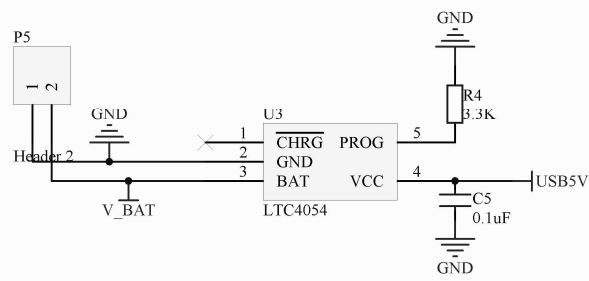 GND
P5
1 2
R4
3.3K
GND
U3
1 CHRG PROG 5
Header 2
2 GND
3 BAT VCC 4
USB5V
V_BAT
LTC4054
C5
0.1uF
GND